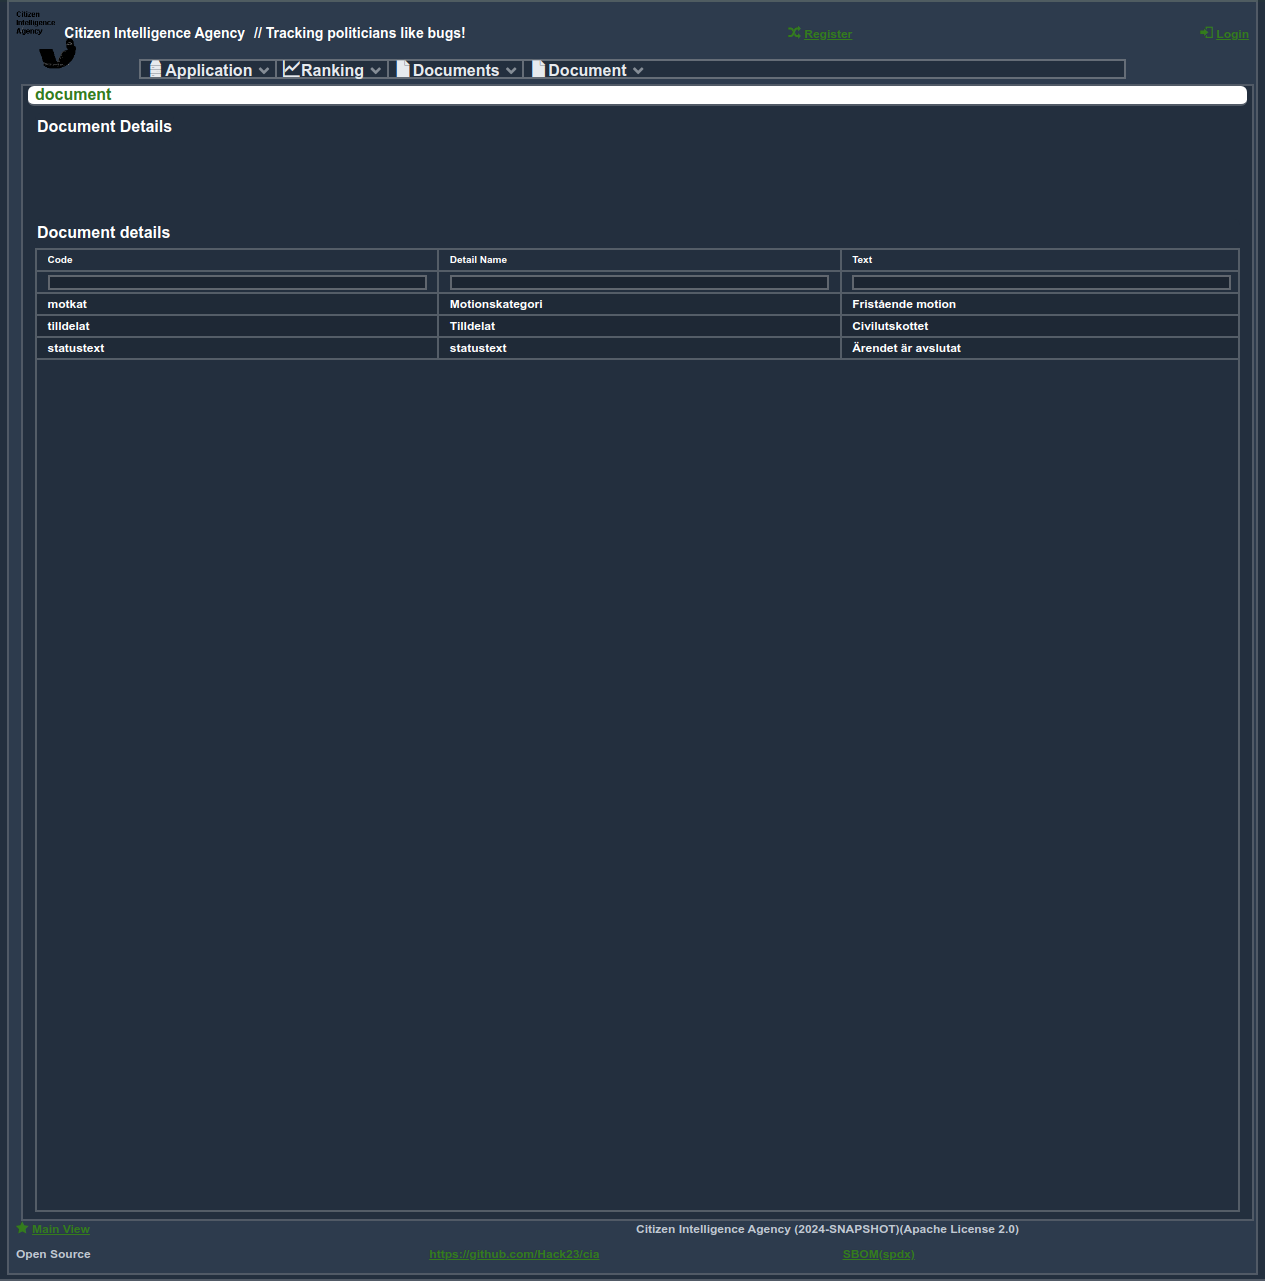 Citizen
Intelligence
Agency
Citizen Intelligence Agency // Tracking politicians like bugs!
Register
Login
Application
Ranking
Documents
Document
document
Document Details
Document details
Code Detail Name Text
motkat Motionskategori Fristående motion
tilldelat Tilldelat Civilutskottet
statustext statustext Ärendet är avslutat
Main View
Citizen Intelligence Agency (2024-SNAPSHOT)(Apache License 2.0)
Open Source
https://github.com/Hack23/cia
SBOM(spdx)